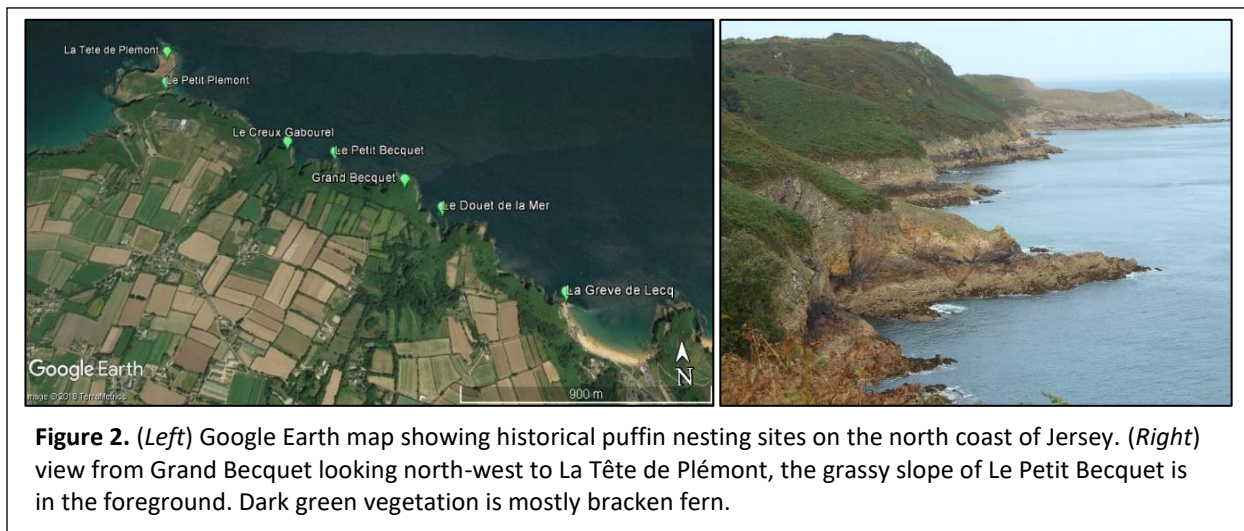 La Tete de Plemont
Le Petit Plemont
Le Creux Gabourel
Le Petit Becquet
Grand Becquet
Le Douet de la Mer
La Greve de Lecq
N
Google Earth
Image © 2018 TerraMetrics
900 m
Figure 2. (Left) Google Earth map showing historical puffin nesting sites on the north coast of Jersey. (Right)
view from Grand Becquet looking north-west to La Tête de Plémont, the grassy slope of Le Petit Becquet is
in the foreground. Dark green vegetation is mostly bracken fern.